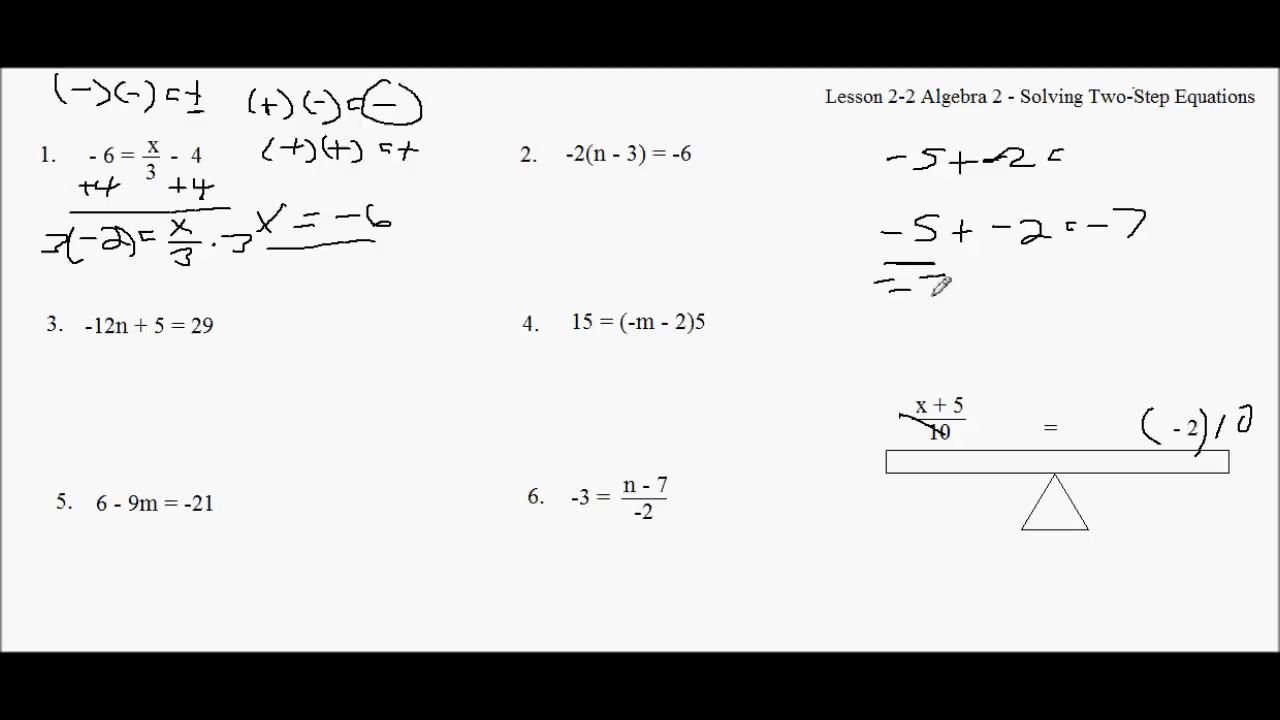 (-)(-) = +
(+)(-) = -
(+)(+) = +
Lesson 2-2 Algebra 2 - Solving Two-Step Equations
1. - 6 = x/3 - 4
+4 +4
3(-2) = x/3 . 3
x = -6
2. -2(n - 3) = -6
-5 + -2 =
-5 + -2 = -7
3. -12n + 5 = 29
4. 15 = (-m - 2)5
x + 5
10
= (- 2) 10
5. 6 - 9m = -21
6. -3 = n - 7
-2